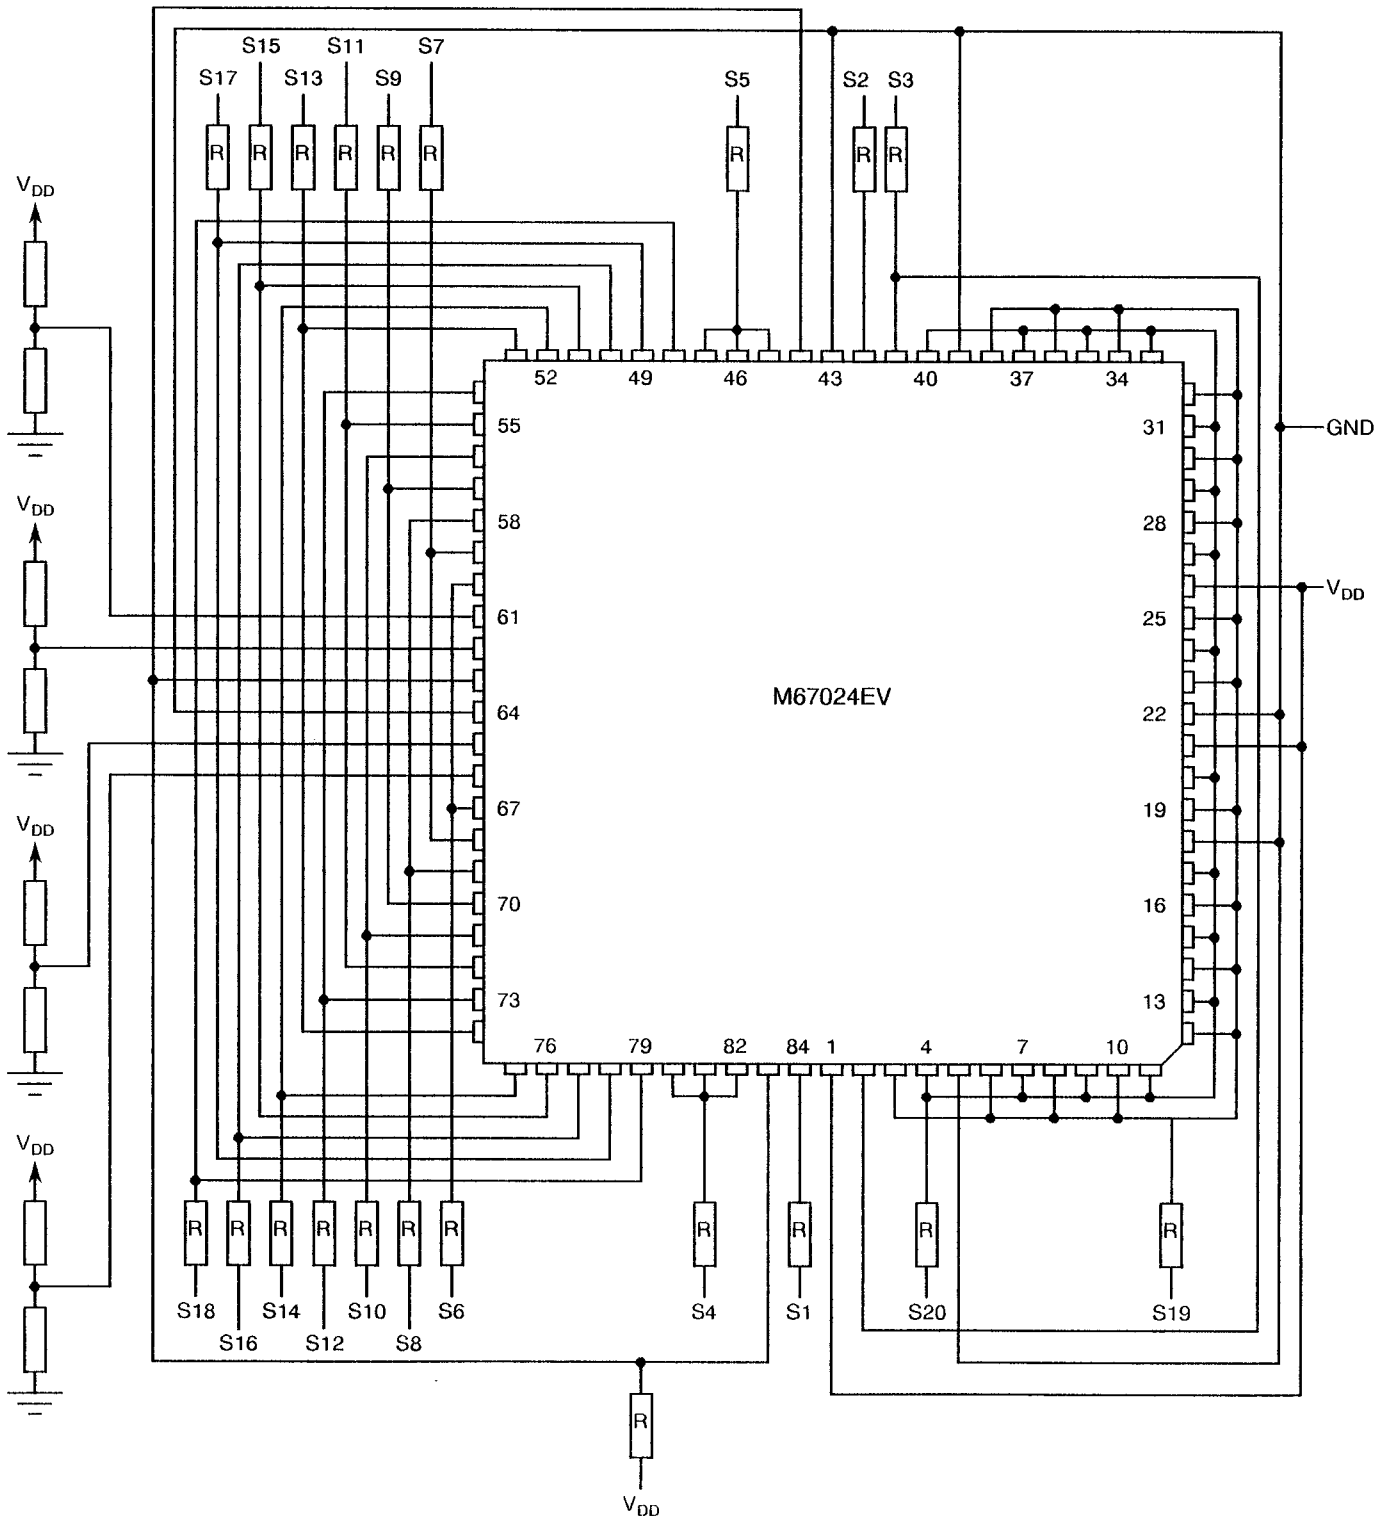 S15 S11 S7
S17 S13 S9 S5 S2 S3
R R R R R R R R R
VDD
52 49 46 43 40 37 34
55 31 GND
VDD
58 28
61 25 VDD
M67024EV
64 22
67 19
VDD
70 16
73 13
76 79 82 84 1 4 7 10
VDD
R R R R R R R R R R R
S18 S14 S10 S6 S4 S1 S20 S19
S16 S12 S8
R
VDD